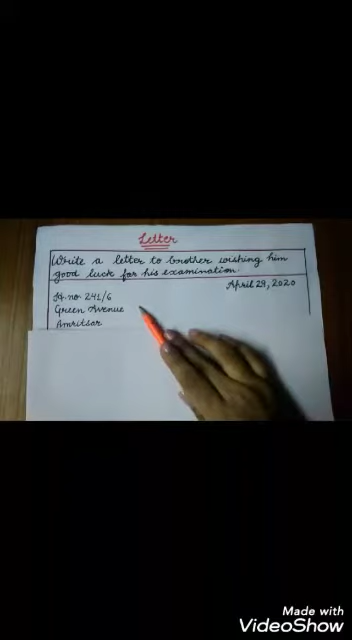 Letter
Write a letter to brother wishing him
good luck for his examination.
April 29, 2020
H.no. 241/6
Green Avenue
Amritsar
Made with
VideoShow